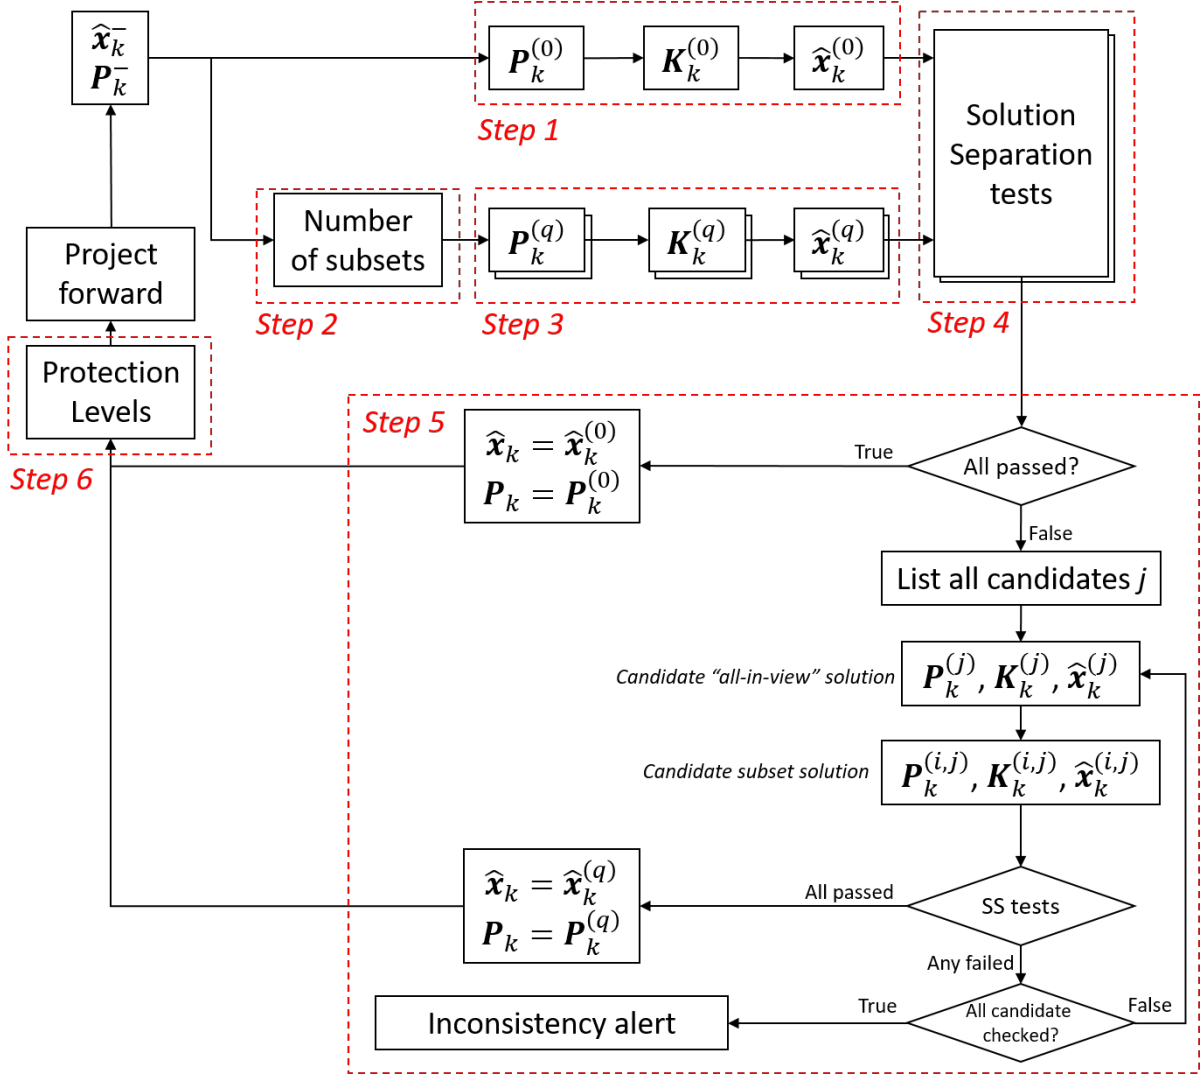 x̂ₖ⁻
Pₖ⁻
Pₖ⁽⁰⁾
Kₖ⁽⁰⁾
x̂ₖ⁽⁰⁾
Step 1
Solution
Separation
tests
Step 4
Number
of subsets
Step 2
Pₖ^(q)
Kₖ^(q)
x̂ₖ^(q)
Step 3
Project
forward
Protection
Levels
Step 6
Step 5
x̂ₖ = x̂ₖ⁽⁰⁾
Pₖ = Pₖ⁽⁰⁾
True
All passed?
False
List all candidates j
Candidate “all-in-view” solution
Pₖ^(j), Kₖ^(j), x̂ₖ^(j)
Candidate subset solution
Pₖ^(i,j), Kₖ^(i,j), x̂ₖ^(i,j)
x̂ₖ = x̂ₖ^(q)
Pₖ = Pₖ^(q)
All passed
SS tests
Any failed
Inconsistency alert
True
All candidate
checked?
False